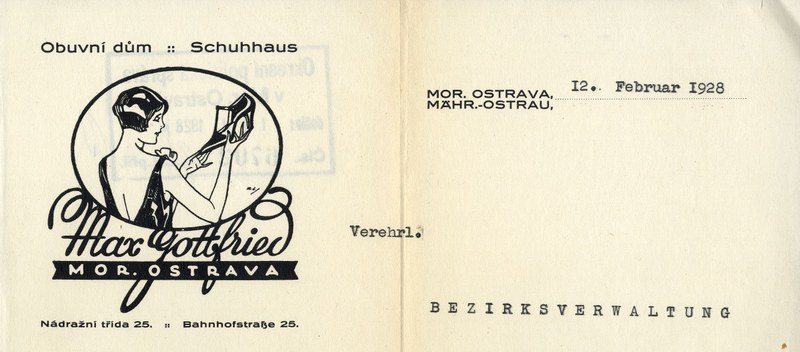 Obuvní dům :: Schuhhaus
Max Gottfried
MOR. OSTRAVA
Nádražní třída 25. :: Bahnhofstraße 25.
MOR. OSTRAVA,
MÄHR.-OSTRAU,
12. Februar 1928
Verehrl.
BEZIRKSVERWALTUNG